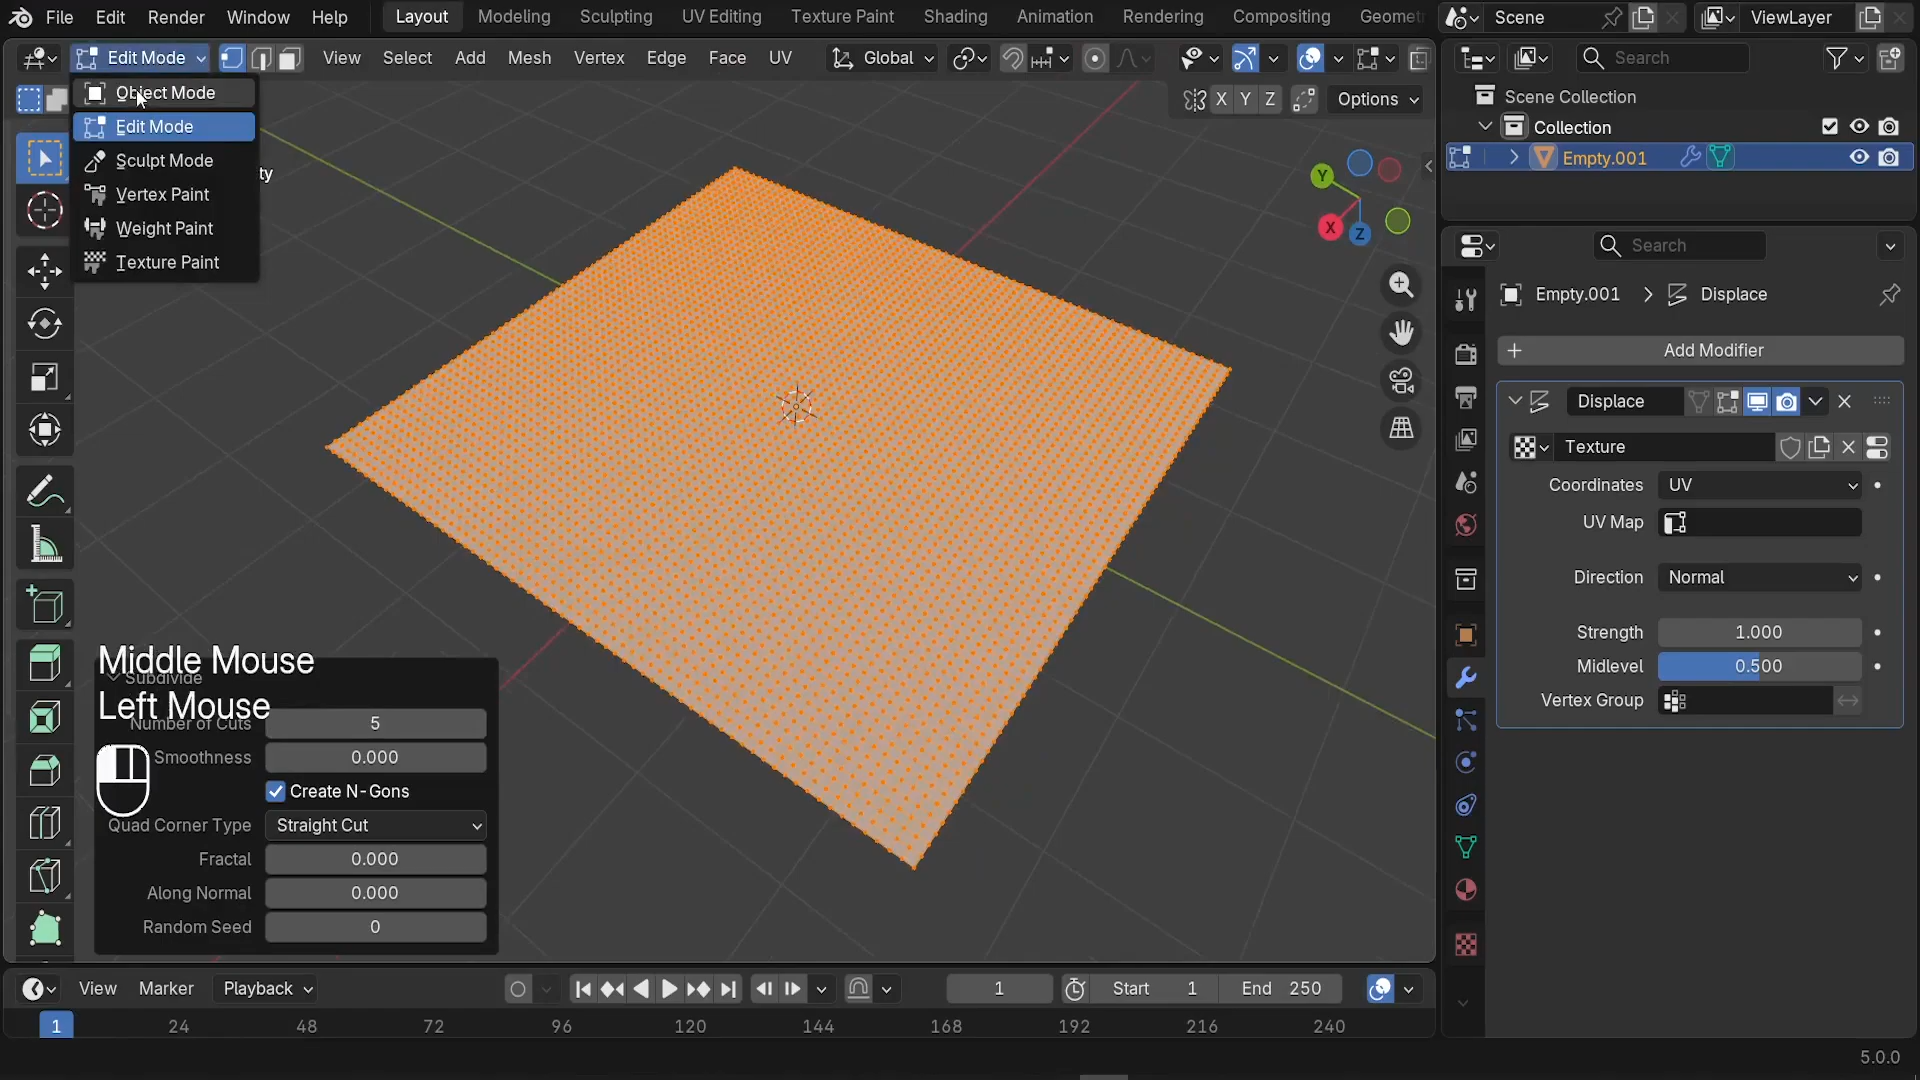 File Edit Render Window Help Layout Modeling Sculpting UV Editing Texture Paint Shading Animation Rendering Compositing Geomet Scene ViewLayer
Edit Mode View Select Add Mesh Vertex Edge Face UV Global Search
X Y Z Options
Object Mode
Edit Mode
Sculpt Mode
Vertex Paint
Weight Paint
Texture Paint
ty
Y
X
Z
Scene Collection
Collection
Empty.001
Search
Empty.001 Displace
Add Modifier
Displace
Texture
Coordinates UV
UV Map
Direction Normal
Strength 1.000
Midlevel 0.500
Vertex Group
Middle Mouse
Subdivide
Left Mouse
Number of Cuts 5
Smoothness 0.000
Create N-Gons
Quad Corner Type Straight Cut
Fractal 0.000
Along Normal 0.000
Random Seed 0
View Marker Playback 1 Start 1 End 250
1 24 48 72 96 120 144 168 192 216 240
5.0.0